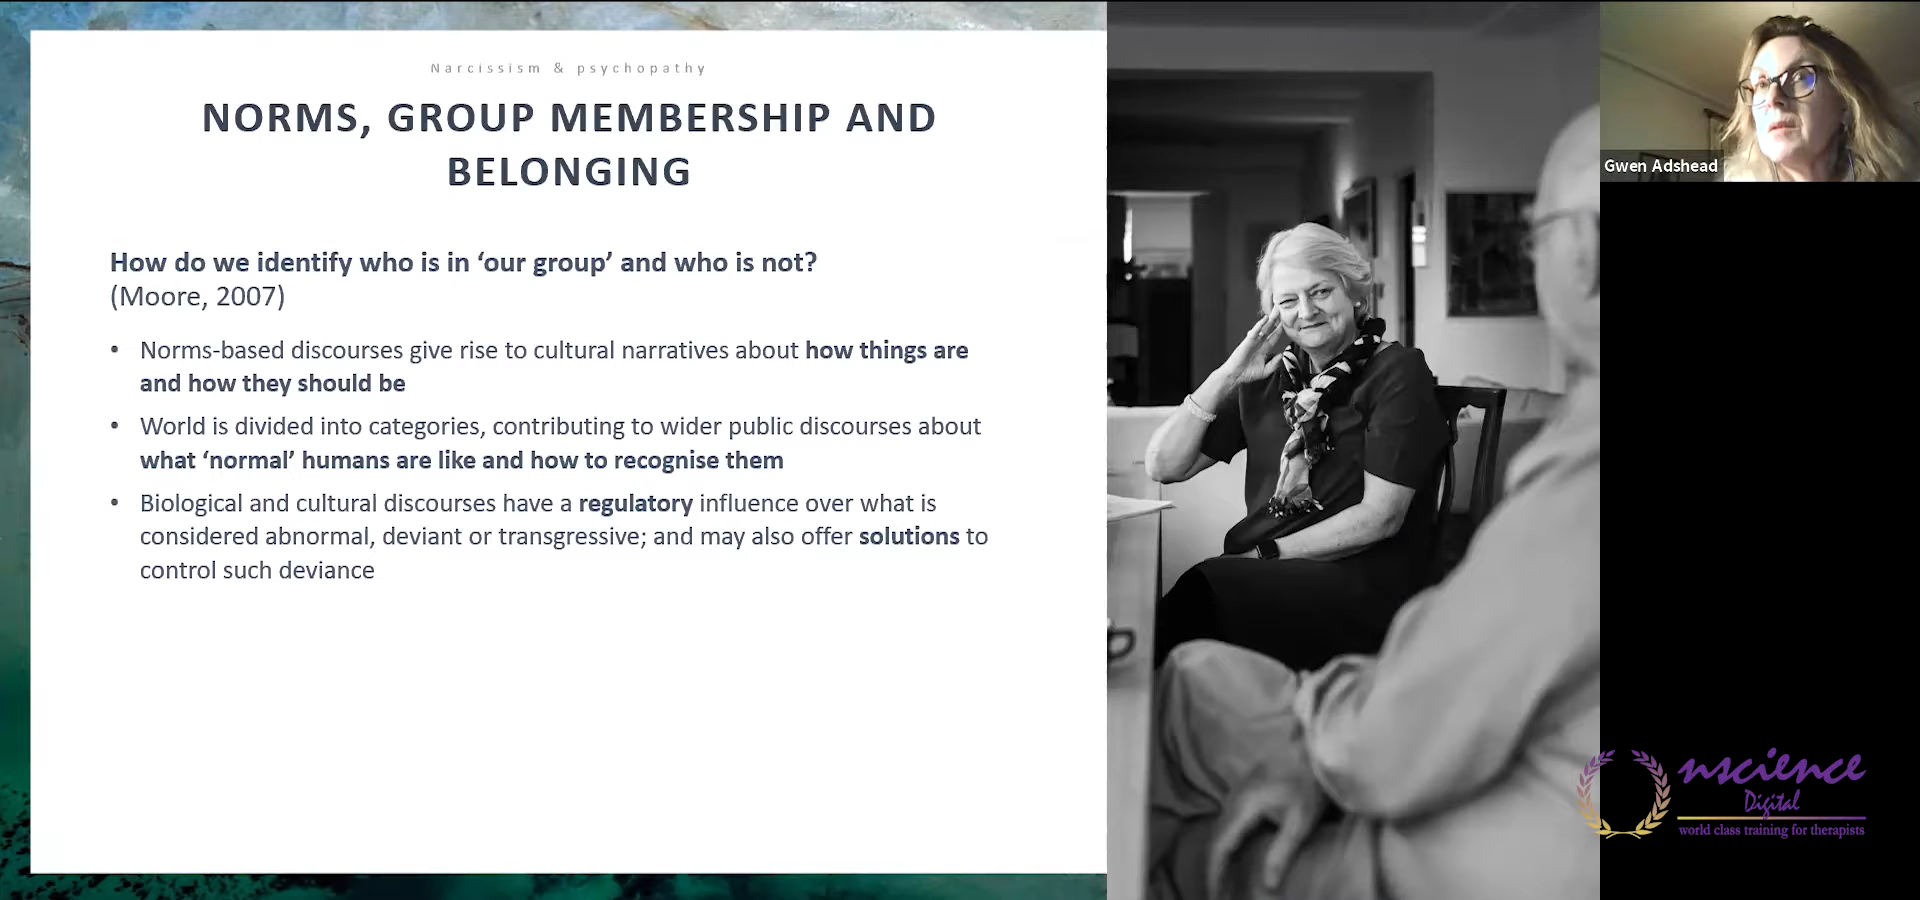 Narcissism & psychopathy
NORMS, GROUP MEMBERSHIP AND
BELONGING
How do we identify who is in ‘our group’ and who is not?
(Moore, 2007)
• Norms-based discourses give rise to cultural narratives about how things are
and how they should be
• World is divided into categories, contributing to wider public discourses about
what ‘normal’ humans are like and how to recognise them
• Biological and cultural discourses have a regulatory influence over what is
considered abnormal, deviant or transgressive; and may also offer solutions to
control such deviance
Gwen Adshead
nscience
Digital
world class training for therapists